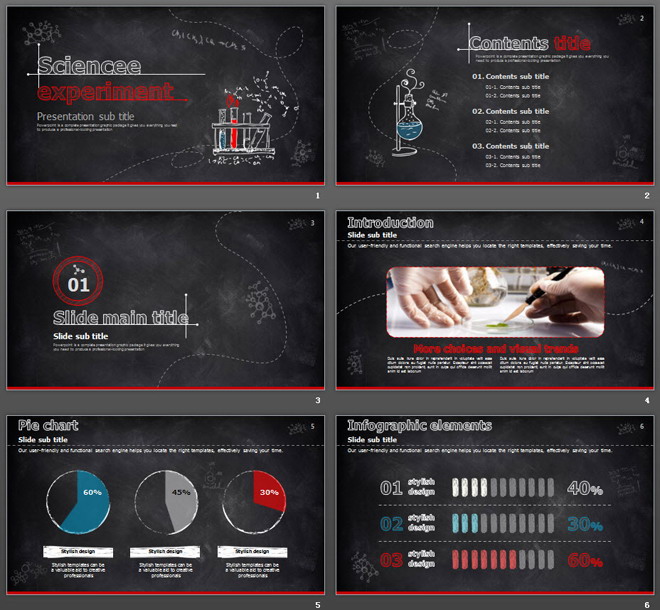 Sciencee
experiment
Presentation sub title
Powerpoint is a complete presentation graphic package it gives you everything you need
to produce a professional-looking presentation
1
2
Contents title
Powerpoint is a complete presentation graphic package it gives you everything you need
to produce a professional-looking presentation
01. Contents sub title
01-1. Contents sub title
01-1. Contents sub title
02. Contents sub title
02-1. Contents sub title
02-2. Contents sub title
03. Contents sub title
03-1. Contents sub title
03-2. Contents sub title
2
3
01
Slide main title
Slide sub title
Powerpoint is a complete presentation graphic package it gives you everything
you need to produce a professional-looking presentation
3
Introduction
4
Slide sub title
Our user-friendly and functional search engine helps you locate the right templates, effectively saving your time.
More choices and visual trends
4
Pie chart
5
Slide sub title
Our user-friendly and functional search engine helps you locate the right templates, effectively saving your time.
60%
45%
30%
Stylish design
Stylish design
Stylish design
Stylish templates can be
a valuable aid to creative
professionals
Stylish templates can be
a valuable aid to creative
professionals
Stylish templates can be
a valuable aid to creative
professionals
5
Infographic elements
6
Slide sub title
Our user-friendly and functional search engine helps you locate the right templates, effectively saving your time.
01 stylish
design
40%
02 stylish
design
30%
03 stylish
design
60%
6